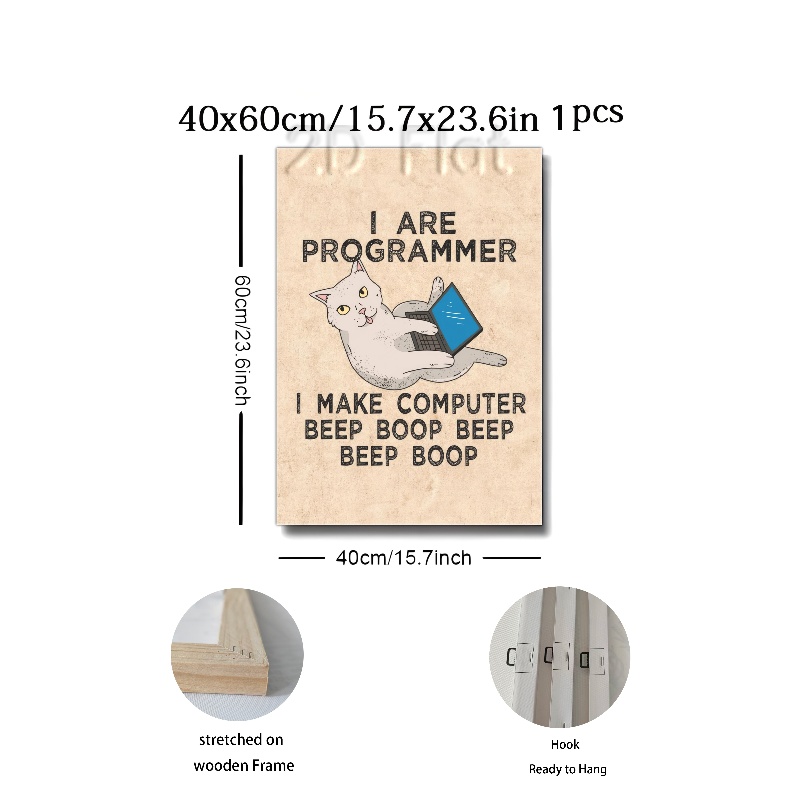 40x60cm/15.7x23.6in 1pcs
2D Flat
I ARE
PROGRAMMER
I MAKE COMPUTER
BEEP BOOP BEEP
BEEP BOOP
60cm/23.6inch
40cm/15.7inch
stretched on
wooden Frame
Hook
Ready to Hang